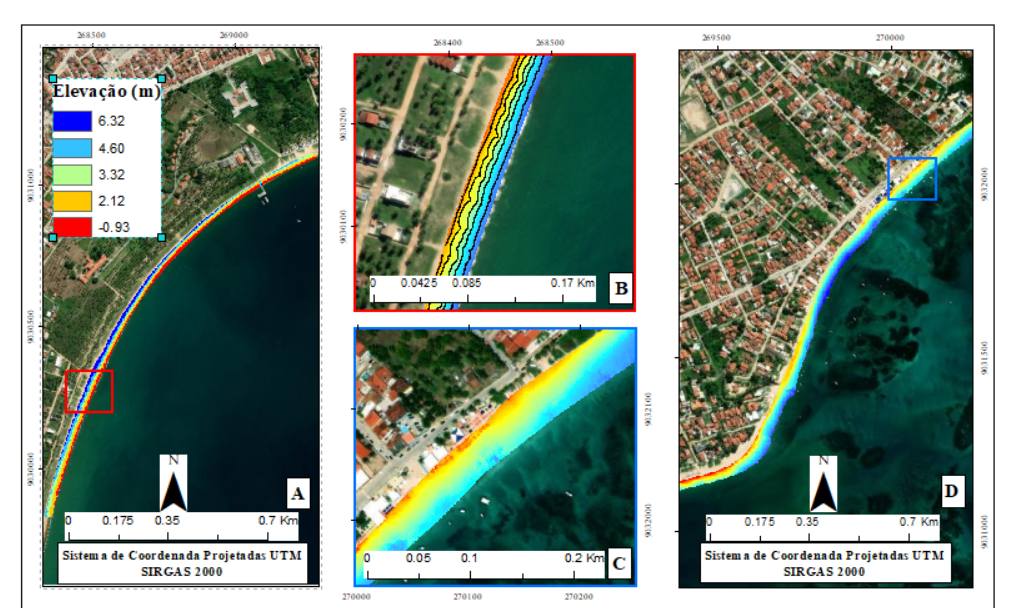 268500 269000
Elevação (m)
6.32
4.60
3.32
2.12
-0.93
9031000
9030500
9030000
N
A
0 0.175 0.35 0.7 Km
Sistema de Coordenada Projetadas UTM
SIRGAS 2000
268400 268500
9030200
9030100
0 0.0425 0.085 0.17 Km
B
9032100
9032000
0 0.05 0.1 0.2 Km
C
270000 270100 270200
269500 270000
9032000
9031500
9031000
N
D
0 0.175 0.35 0.7 Km
Sistema de Coordenada Projetadas UTM
SIRGAS 2000